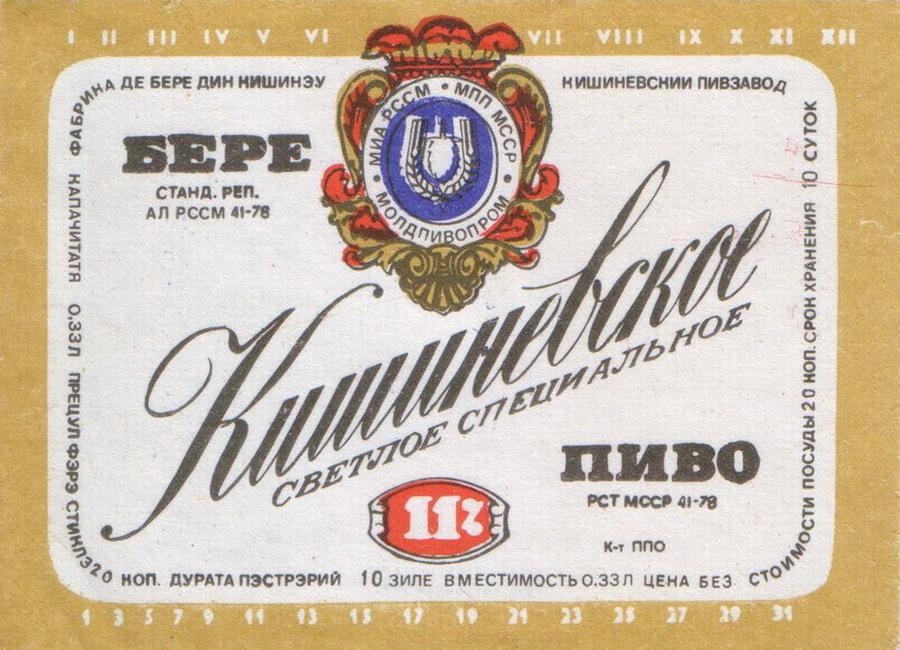 I II III IV V VI VII VIII IX X XI XII
ФАБРИКА ДЕ БЕРЕ ДИН КИШИНЭУ
КИШИНЕВСКИЙ ПИВЗАВОД
МИА РССМ • МПП МССР
• МОЛДПИВОПРОМ •
БЕРЕ
СТАНД. РЕП.
АЛ РССМ 41-78
Кишиневское
СВЕТЛОЕ СПЕЦИАЛЬНОЕ
ПИВО
РСТ МССР 41-78
11%
К-т ППО
КАПАЧИТАТЯ 0,33 Л ПРЕЦУЛ ФЭРЭ СТИКЛЭ 20 КОП. ДУРАТА ПЭСТРЭРИЙ 10 ЗИЛЕ
ВМЕСТИМОСТЬ 0.33 Л ЦЕНА БЕЗ СТОИМОСТИ ПОСУДЫ 20 КОП. СРОК ХРАНЕНИЯ 10 СУТОК
1 3 5 7 9 11 13 15 17 19 21 23 25 27 29 31